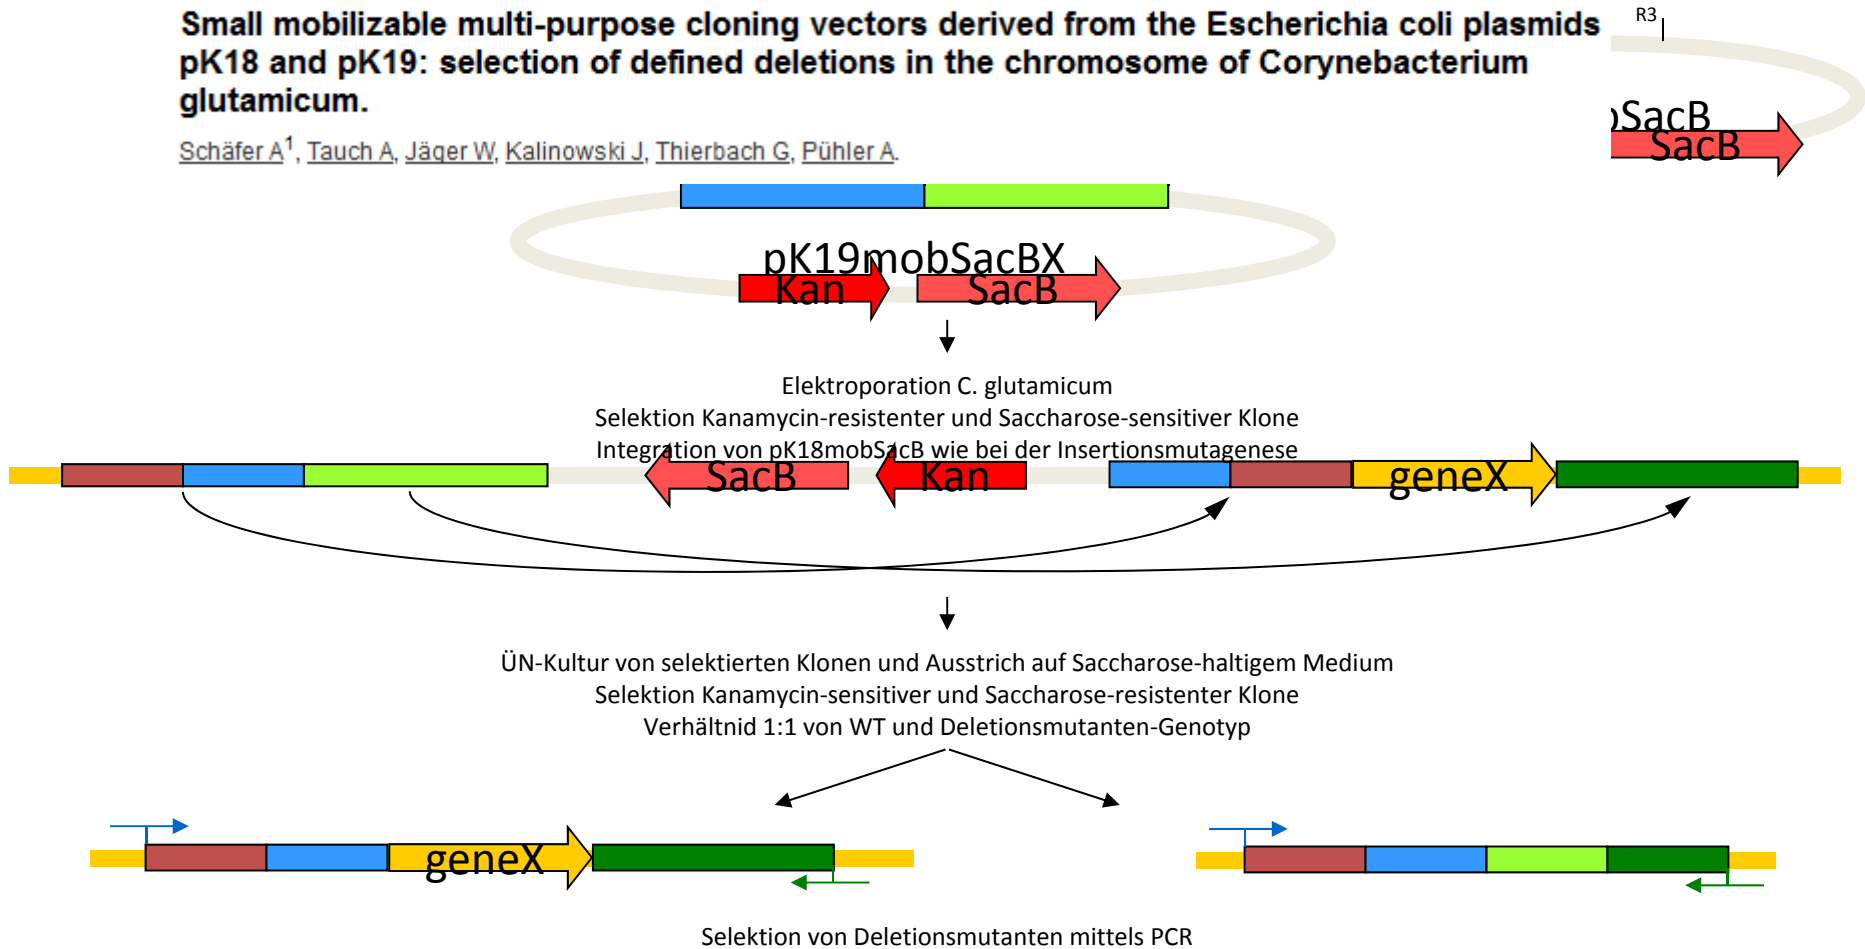 Small mobilizable multi-purpose cloning vectors derived from the Escherichia coli plasmids
pK18 and pK19: selection of defined deletions in the chromosome of Corynebacterium
glutamicum.
Schäfer A1, Tauch A, Jäger W, Kalinowski J, Thierbach G, Pühler A.
R3
SacB
SacB
pK19mobSacBX
Kan
SacB
Elektroporation C. glutamicum
Selektion Kanamycin-resistenter und Saccharose-sensitiver Klone
Integration von pK18mobSacB wie bei der Insertionsmutagenese
SacB
Kan
geneX
ÜN-Kultur von selektierten Klonen und Ausstrich auf Saccharose-haltigem Medium
Selektion Kanamycin-sensitiver und Saccharose-resistenter Klone
Verhältnid 1:1 von WT und Deletionsmutanten-Genotyp
geneX
Selektion von Deletionsmutanten mittels PCR